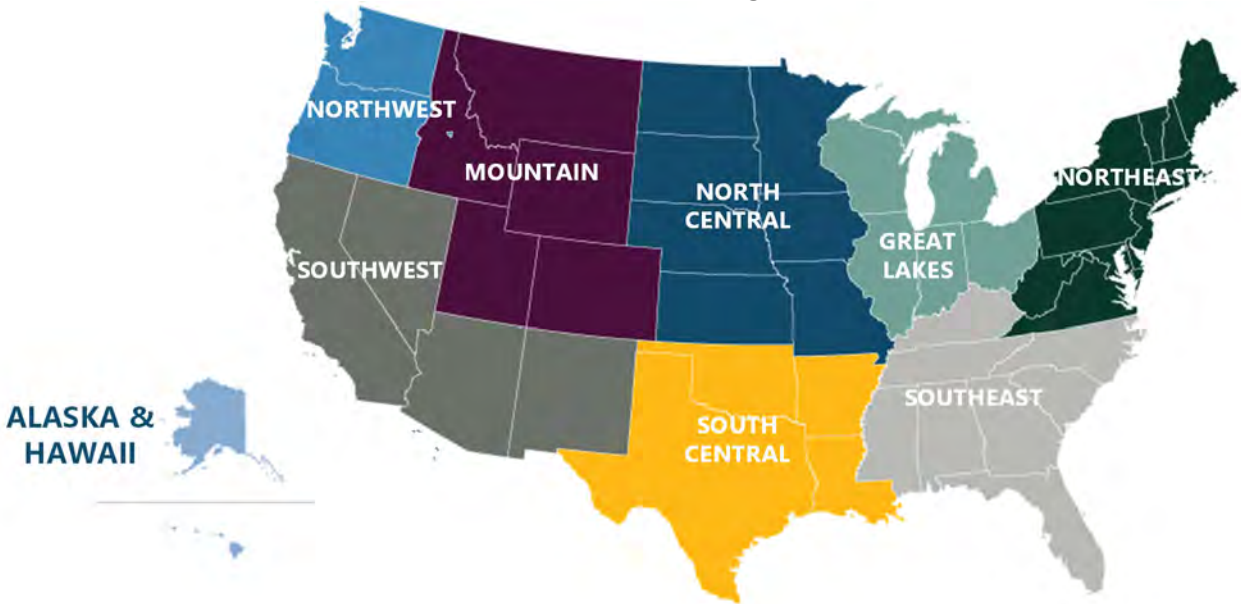 NORTHWEST
MOUNTAIN
NORTH
CENTRAL
NORTHEAST
GREAT
LAKES
SOUTHWEST
SOUTHEAST
SOUTH
CENTRAL
ALASKA &
HAWAII